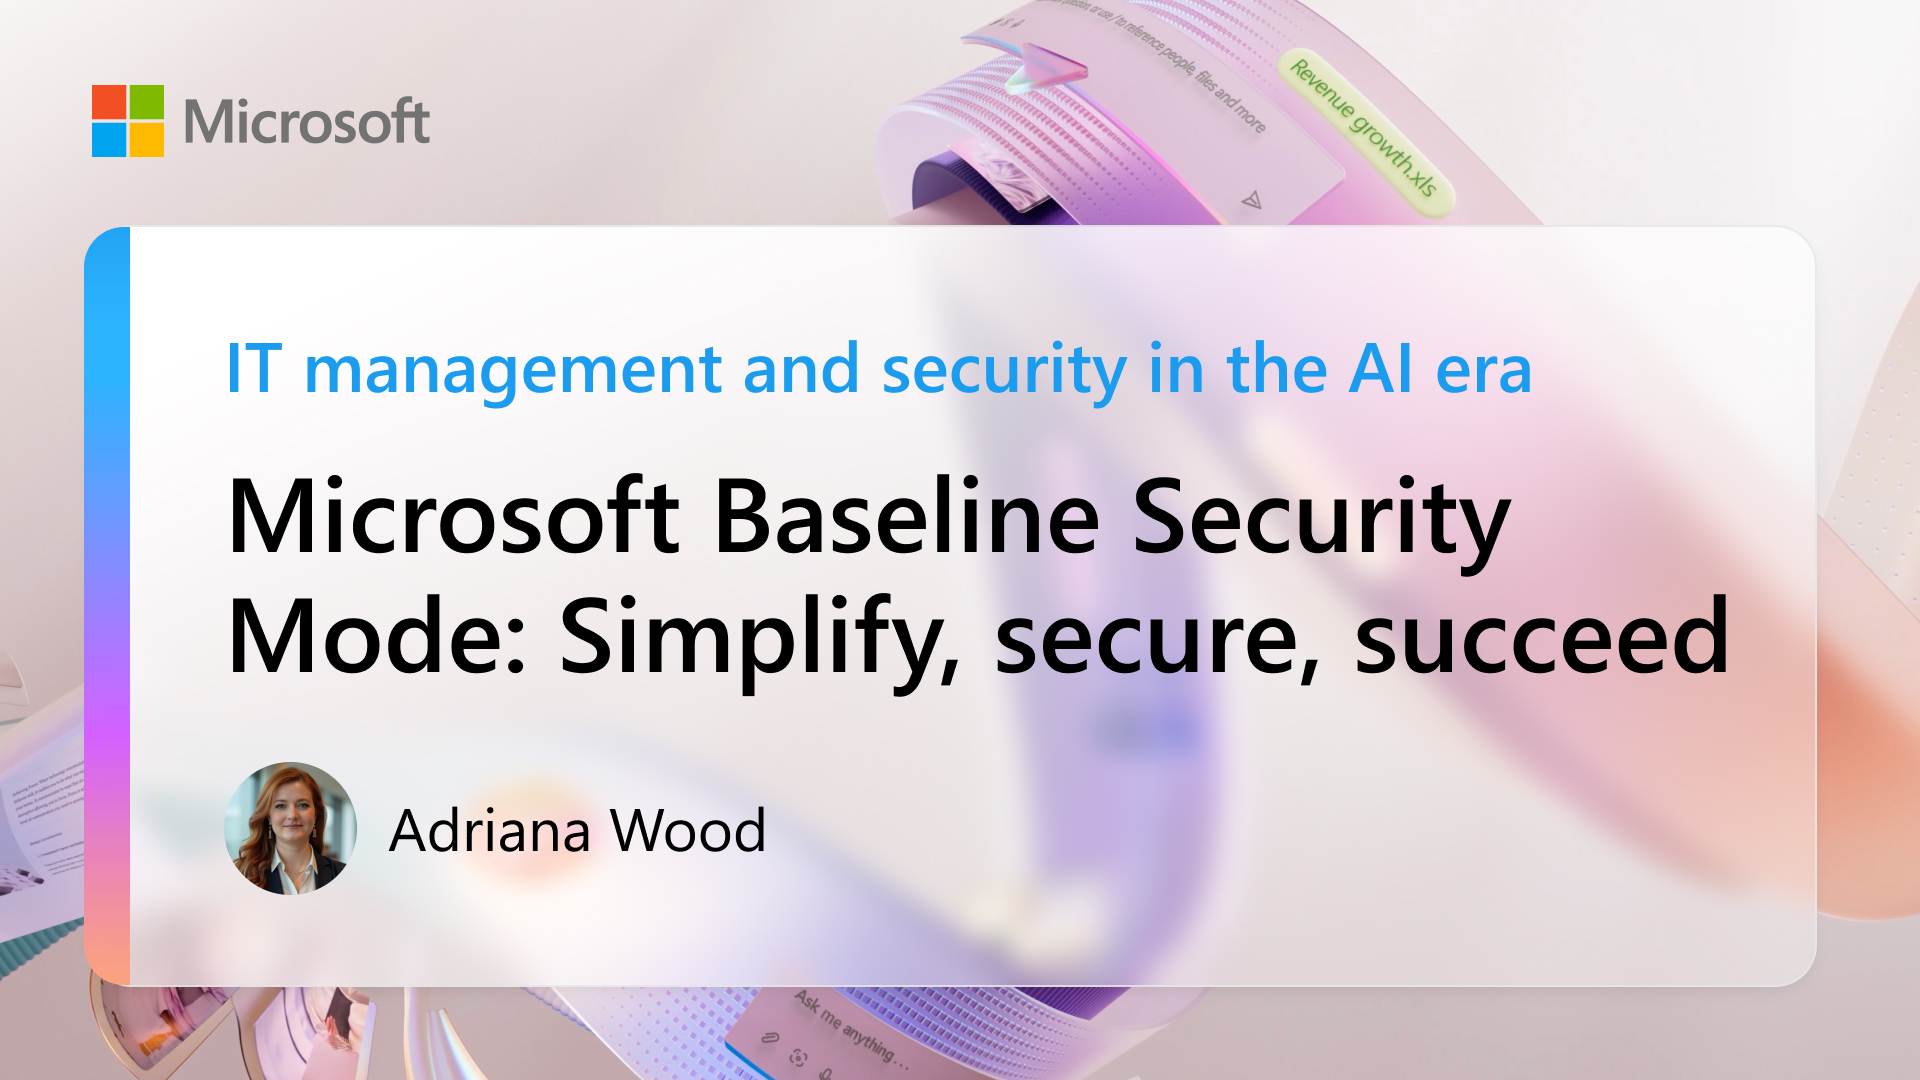 to reference people, files and more
Revenue growth.xls
Microsoft
IT management and security in the AI era
Microsoft Baseline Security
Mode: Simplify, secure, succeed
Adriana Wood
Ask me anything...